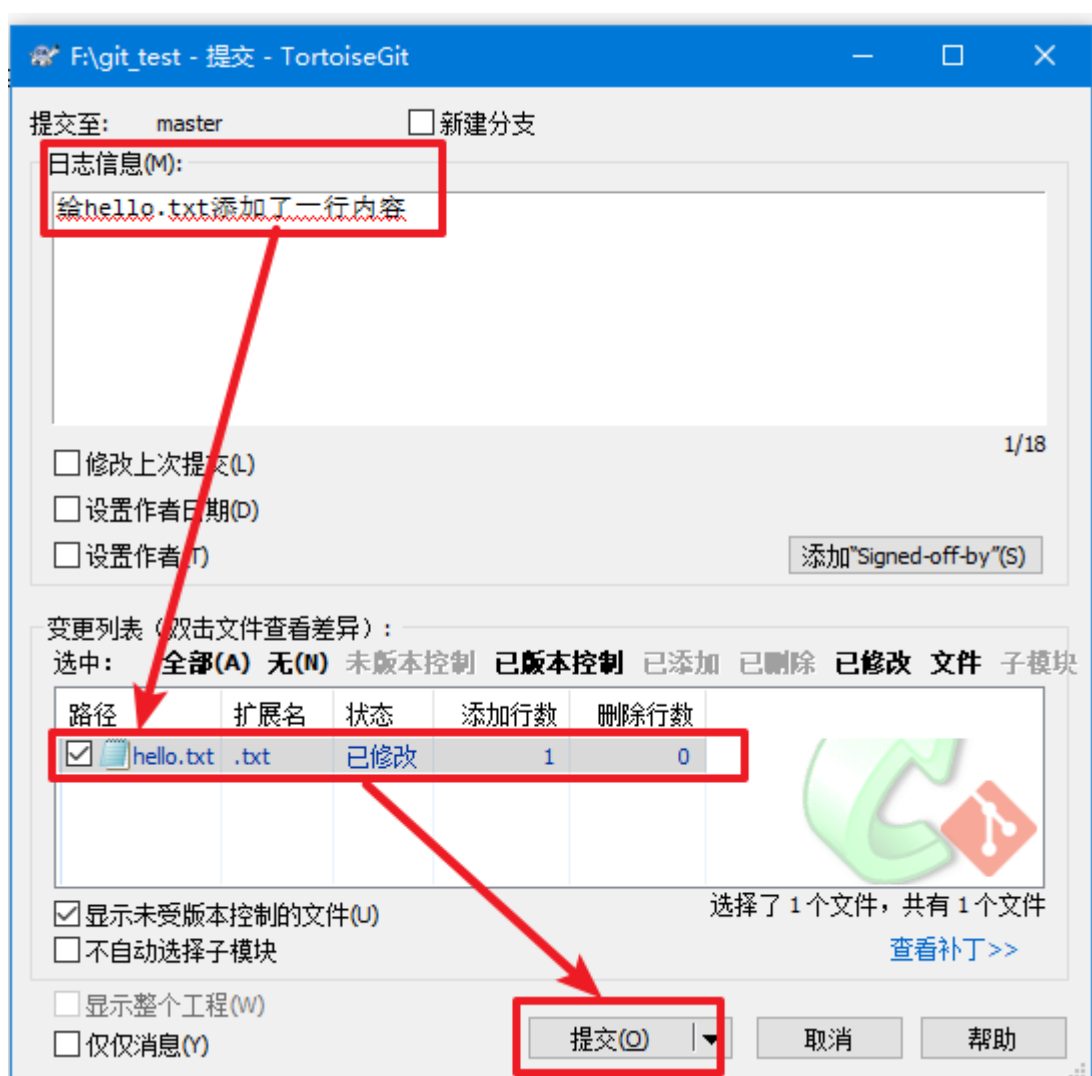 F:\git_test - 提交 - TortoiseGit
提交至: master 新建分支
日志信息(M):
给hello.txt添加了一行内容
1/18
修改上次提交(L)
设置作者日期(D)
设置作者(T) 添加"Signed-off-by"(S)
变更列表（双击文件查看差异）:
选中: 全部(A) 无(N) 未版本控制 已版本控制 已添加 已删除 已修改 文件 子模块
路径 扩展名 状态 添加行数 删除行数
hello.txt .txt 已修改 1 0
显示未受版本控制的文件(U) 选择了 1 个文件，共有 1 个文件
不自动选择子模块 查看补丁>>
显示整个工程(W)
仅仅消息(Y) 提交(O) 取消 帮助